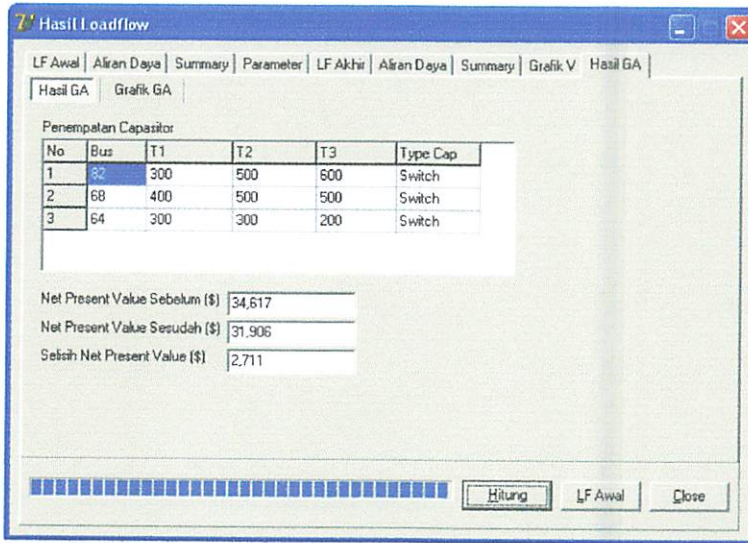 Hasil Loadflow
LF Awal Aliran Daya Summary Parameter LF Akhir Aliran Daya Summary Grafik V Hasil GA
Hasil GA Grafik GA
Penempatan Capasitor
No Bus T1 T2 T3 Type Cap
1 82 300 500 600 Switch
2 68 400 500 500 Switch
3 64 300 300 200 Switch
Net Present Value Sebelum ($) 34,617
Net Present Value Sesudah ($) 31,906
Selisih Net Present Value ($) 2,711
Hitung LF Awal Close